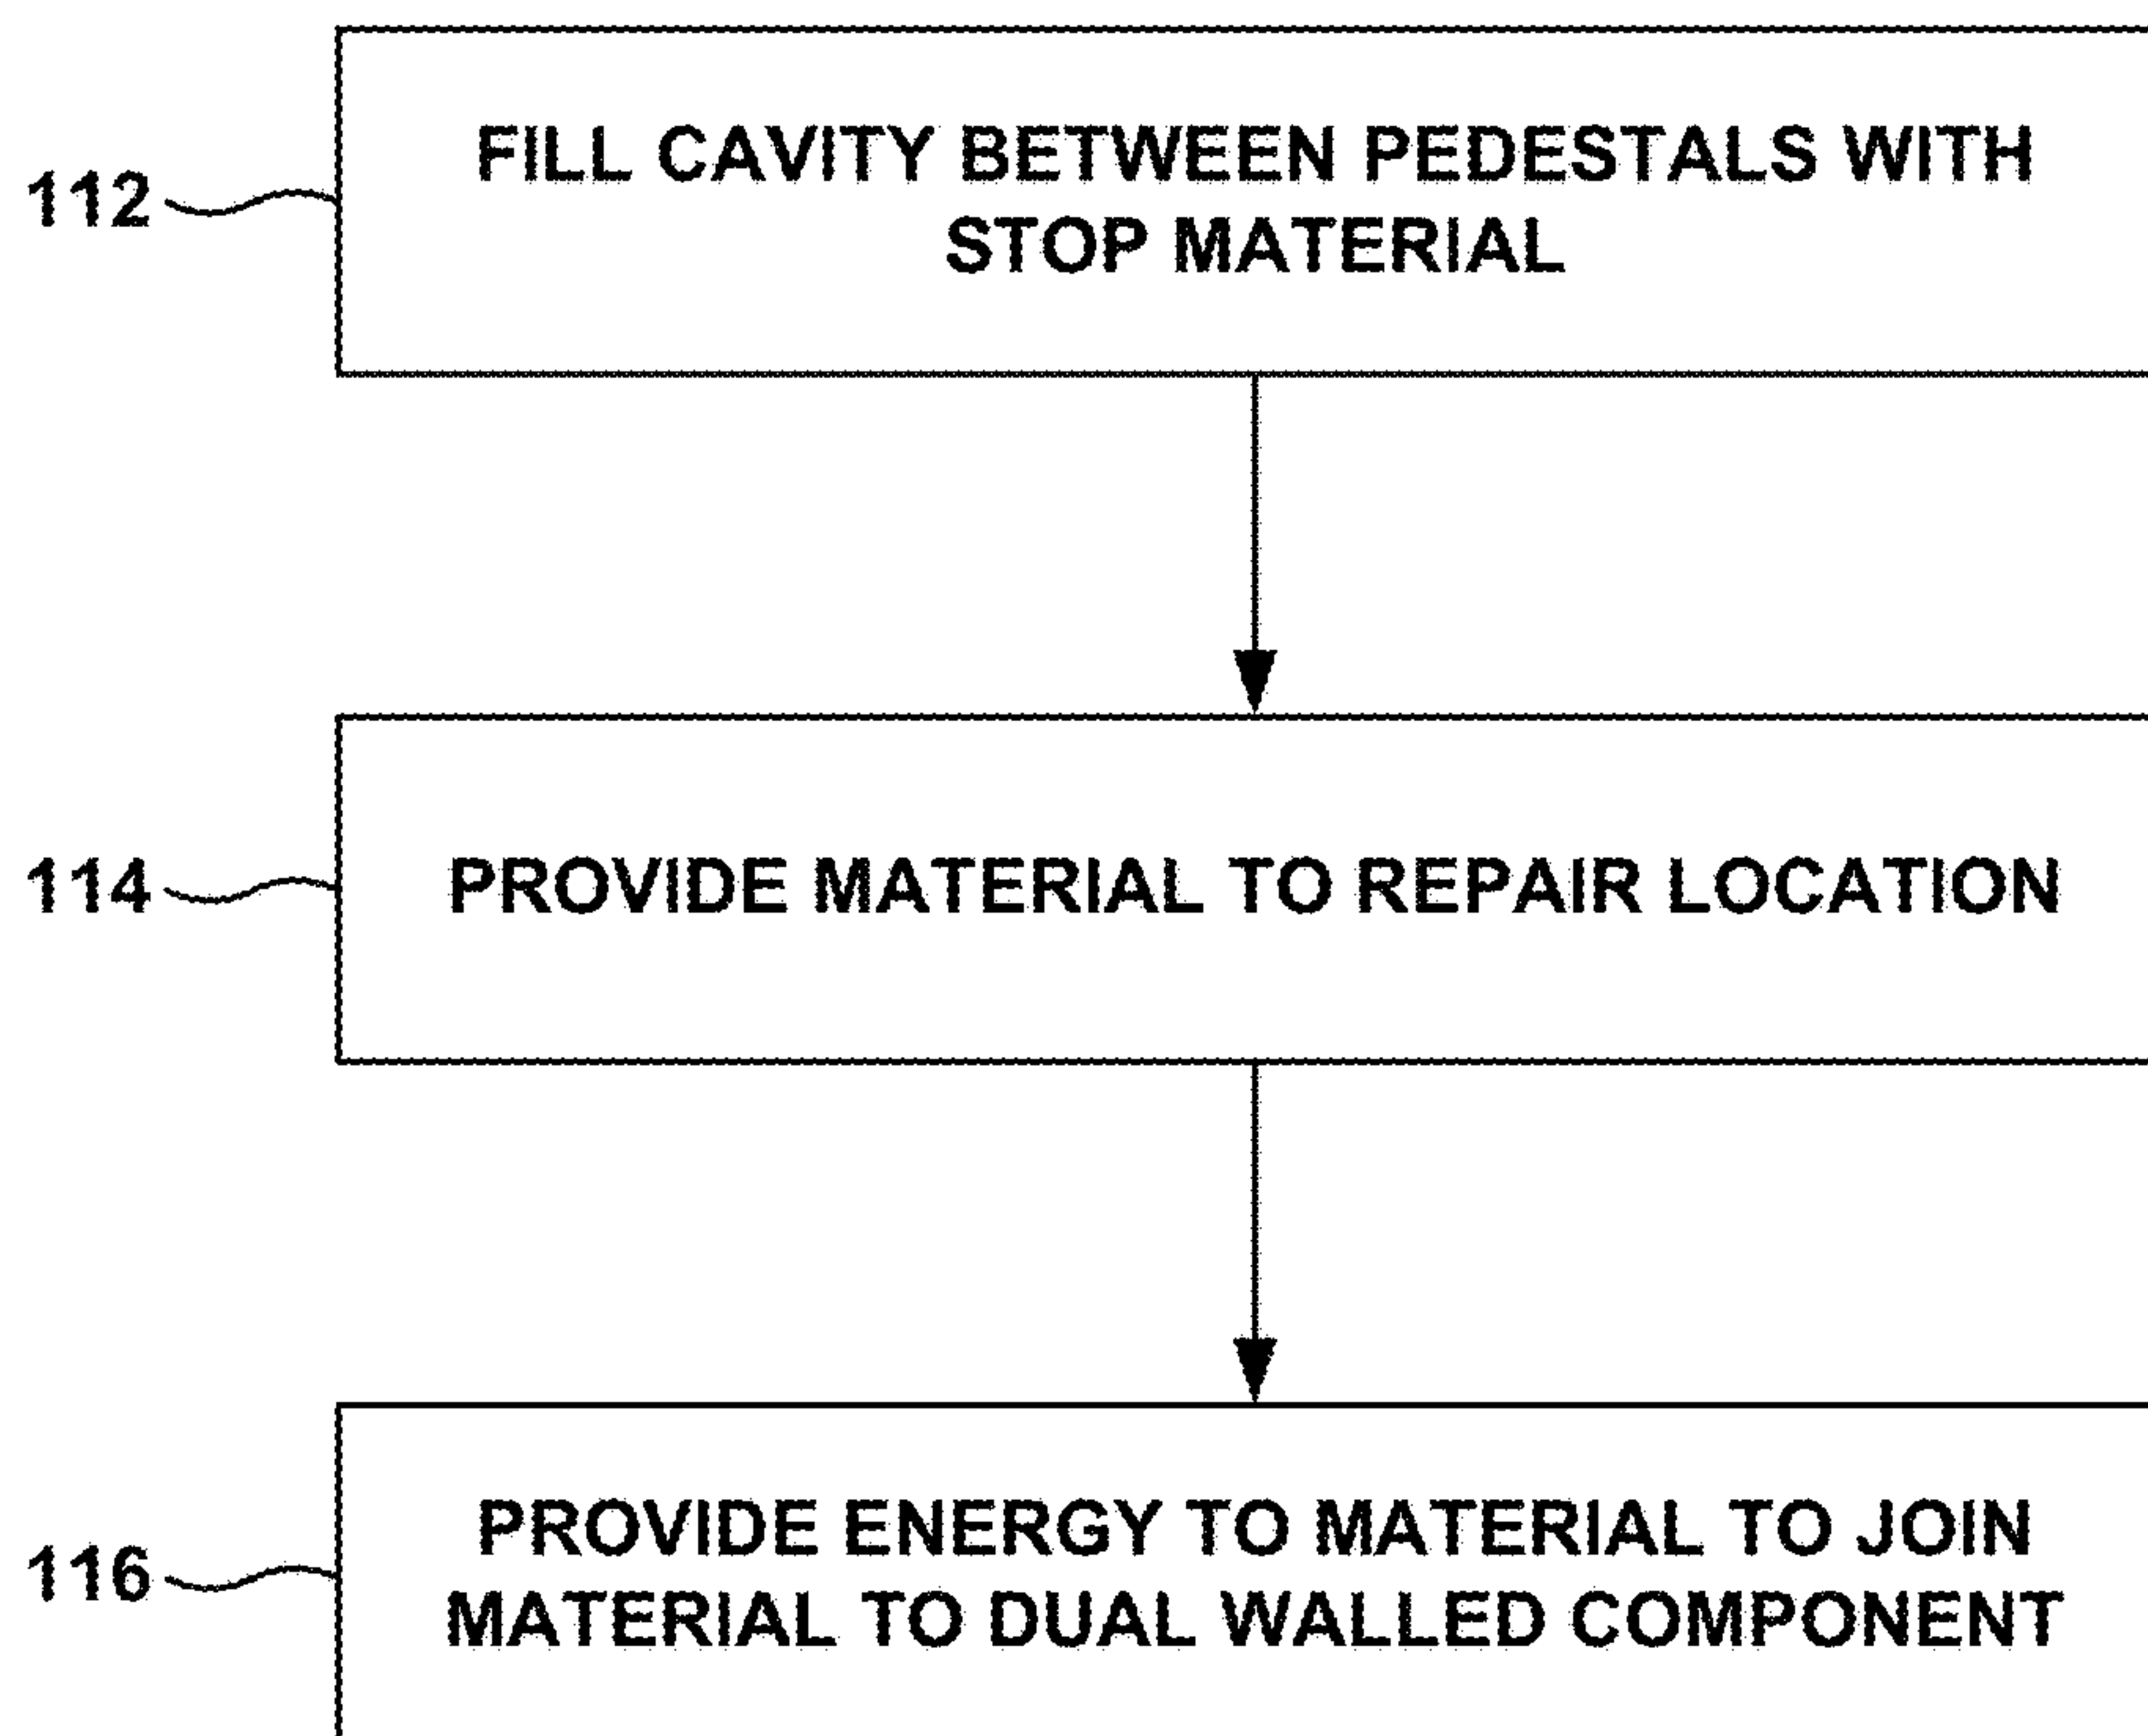 112
FILL CAVITY BETWEEN PEDESTALS WITH
STOP MATERIAL
114
PROVIDE MATERIAL TO REPAIR LOCATION
116
PROVIDE ENERGY TO MATERIAL TO JOIN
MATERIAL TO DUAL WALLED COMPONENT